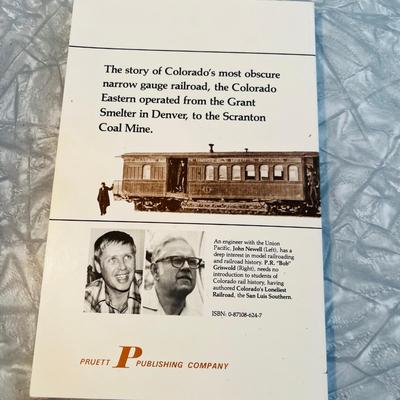 The story of Colorado's most obscure
narrow gauge railroad, the Colorado
Eastern operated from the Grant
Smelter in Denver, to the Scranton
Coal Mine.
An engineer with the Union
Pacific, John Newell (Left), has a
deep interest in model railroading
and railroad history. P.R. "Bob"
Griswold (Right), needs no
introduction to students of
Colorado rail history, having
authored Colorado's Loneliest
Railroad, the San Luis Southern.
ISBN: 0-87108-624-7
PRUETT P PUBLISHING COMPANY